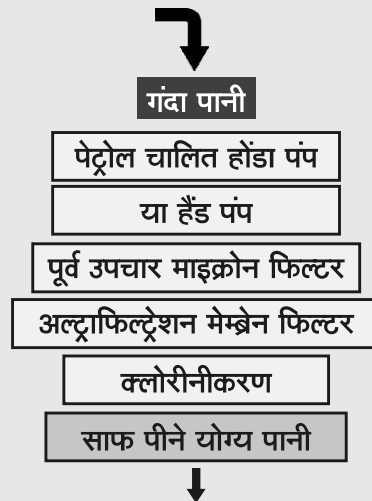 गंदा पानी
पेट्रोल चालित होंडा पंप
या हैंड पंप
पूर्व उपचार माइक्रोन फिल्टर
अल्ट्राफिल्ट्रेशन मेम्ब्रेन फिल्टर
क्लोरीनीकरण
साफ पीने योग्य पानी